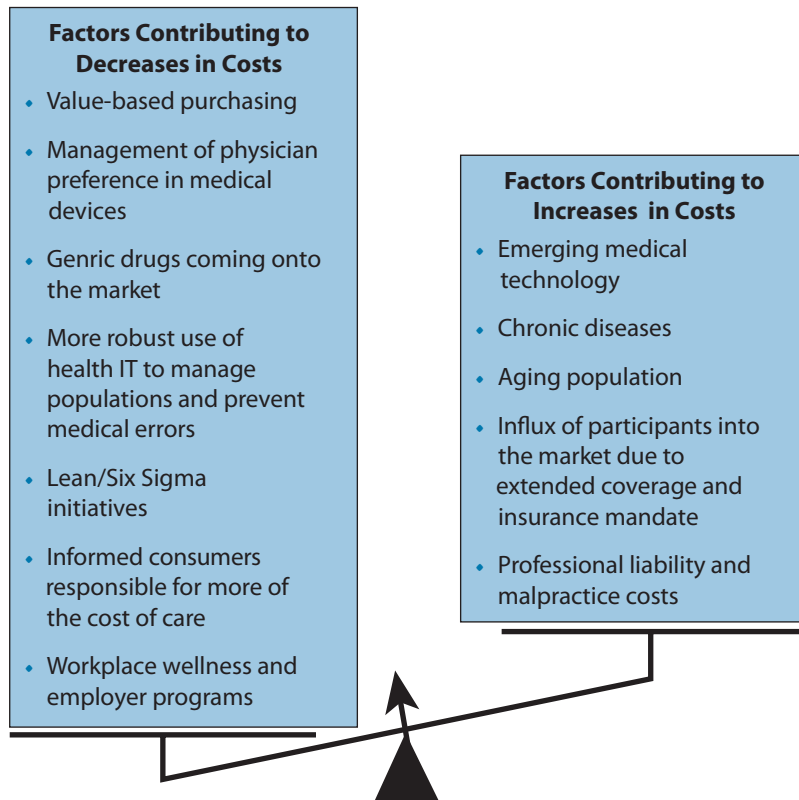 Factors Contributing to
Decreases in Costs
• Value-based purchasing
• Management of physician
preference in medical
devices
• Genric drugs coming onto
the market
• More robust use of
health IT to manage
populations and prevent
medical errors
• Lean/Six Sigma
initiatives
• Informed consumers
responsible for more of
the cost of care
• Workplace wellness and
employer programs
Factors Contributing to
Increases in Costs
• Emerging medical
technology
• Chronic diseases
• Aging population
• Influx of participants into
the market due to
extended coverage and
insurance mandate
• Professional liability and
malpractice costs